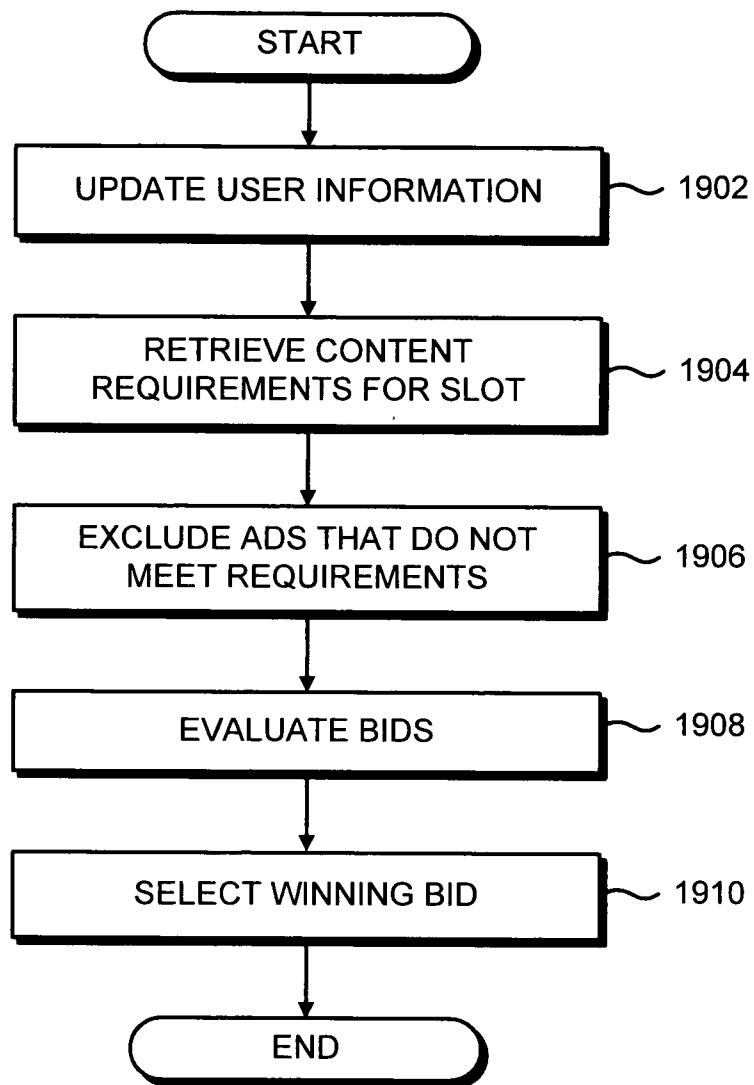 START
UPDATE USER INFORMATION
1902
RETRIEVE CONTENT
REQUIREMENTS FOR SLOT
1904
EXCLUDE ADS THAT DO NOT
MEET REQUIREMENTS
1906
EVALUATE BIDS
1908
SELECT WINNING BID
1910
END